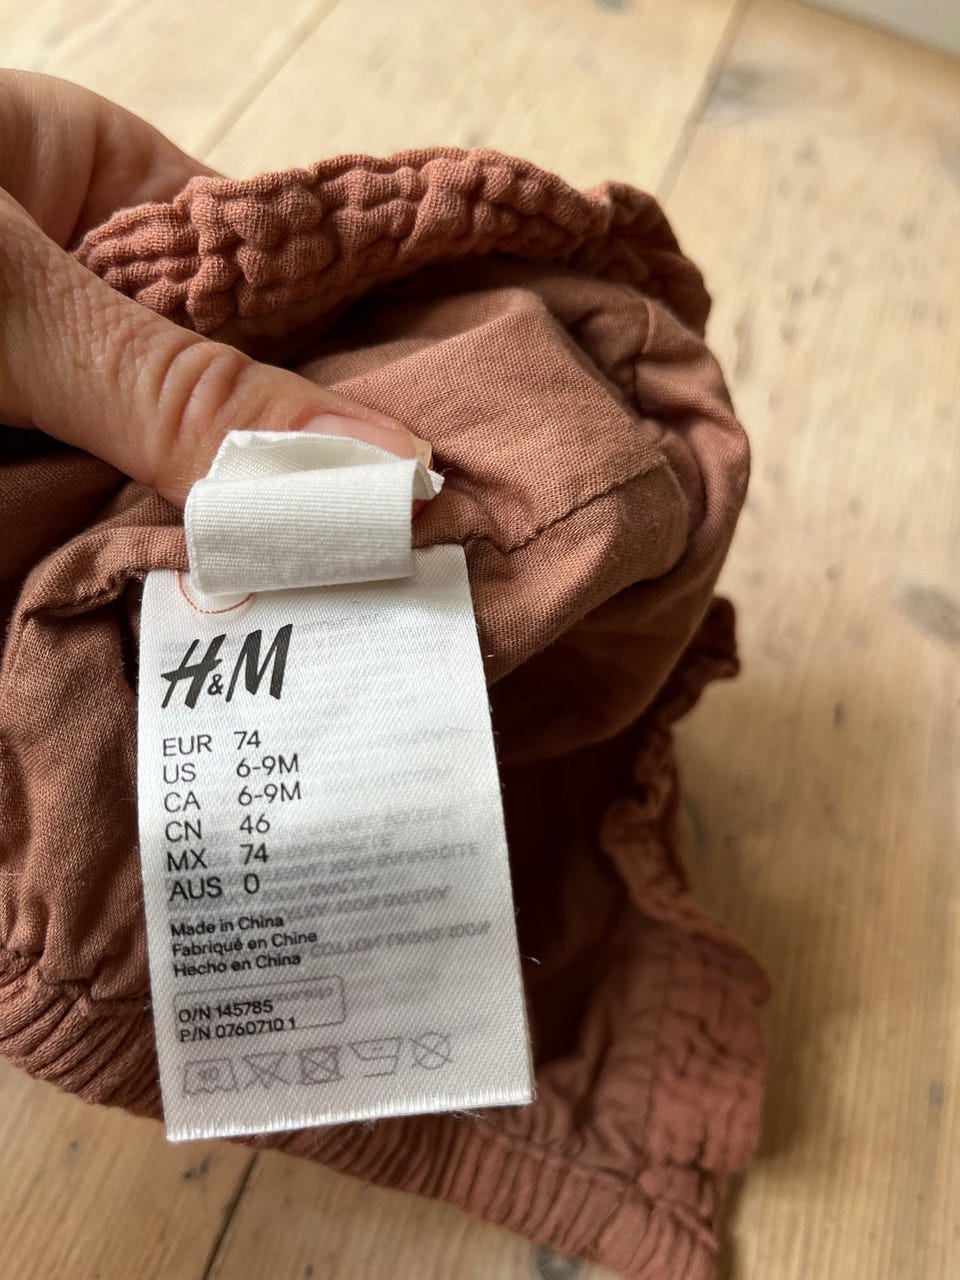 H&M
EUR 74
US 6-9M
CA 6-9M
CN 46
MX 74
AUS 0
Made in China
Fabriqué en Chine
Hecho en China
O/N 145785
P/N 0760710 1